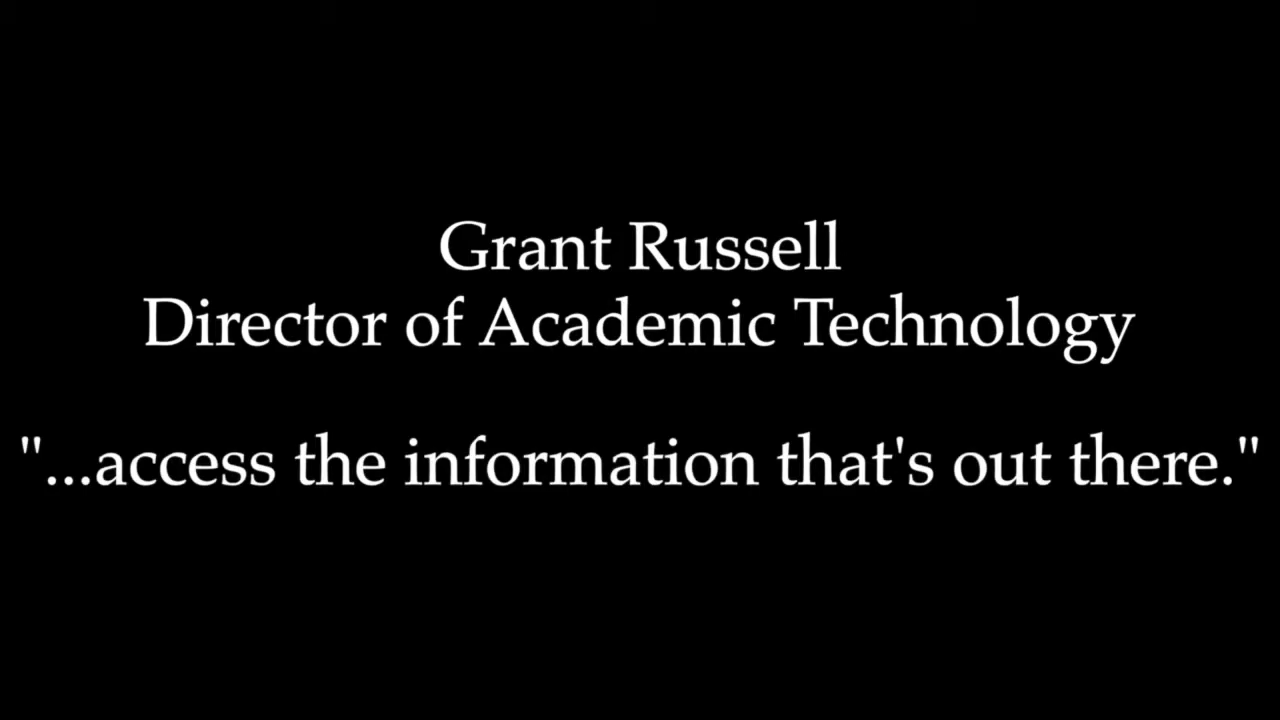 Grant Russell
Director of Academic Technology
"...access the information that's out there."